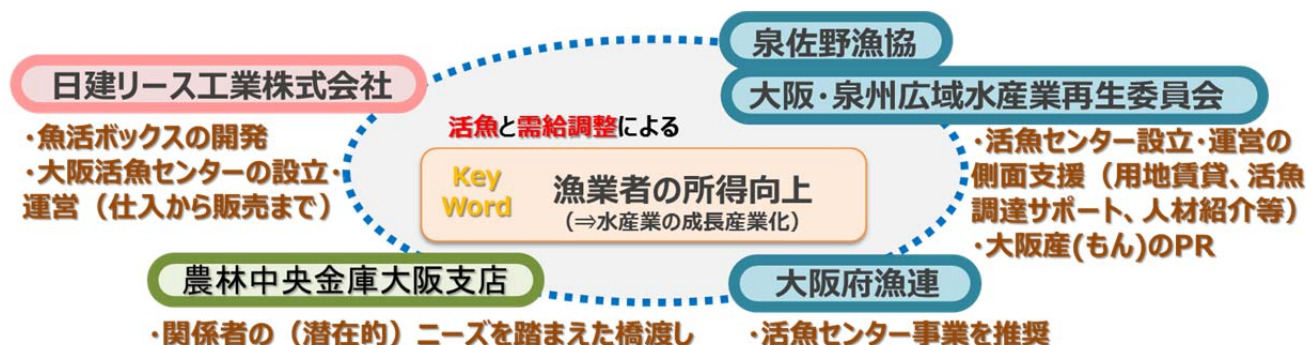 日建リース工業株式会社
・魚活ボックスの開発
・大阪活魚センターの設立・
運営（仕入から販売まで）
泉佐野漁協
大阪・泉州広域水産業再生委員会
・活魚センター設立・運営の
側面支援（用地賃貸、活魚
調達サポート、人材紹介等）
・大阪産(もん)のPR
活魚と需給調整による
Key
Word
漁業者の所得向上
（⇒水産業の成長産業化）
農林中央金庫大阪支店
・関係者の（潜在的）ニーズを踏まえた橋渡し
大阪府漁連
・活魚センター事業を推奨